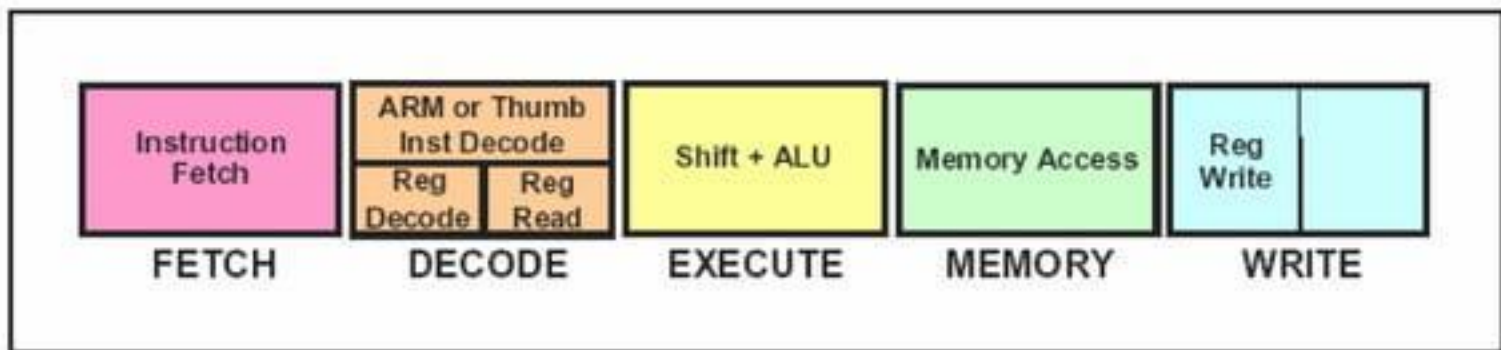 Instruction
Fetch
ARM or Thumb
Inst Decode
Reg
Decode
Reg
Read
Shift + ALU
Memory Access
Reg
Write
FETCH
DECODE
EXECUTE
MEMORY
WRITE